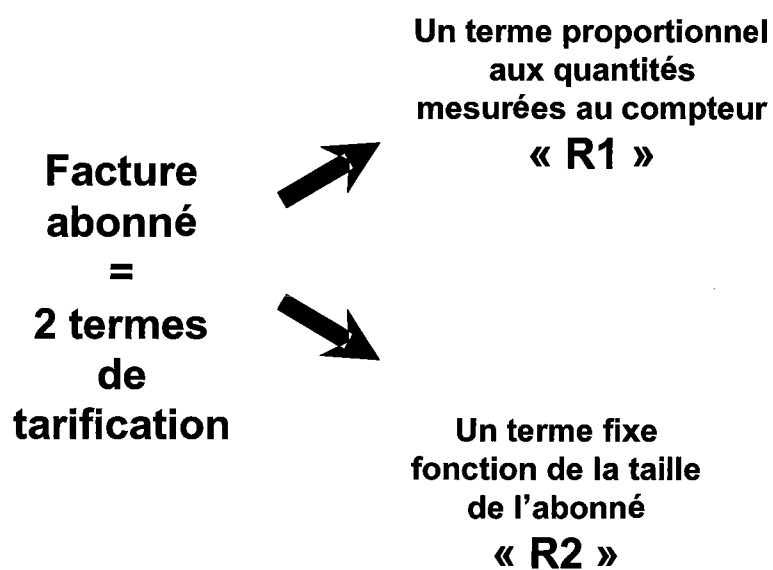 Facture
abonné
=
2 termes
de
tarification
Un terme proportionnel
aux quantités
mesurées au compteur
« R1 »
Un terme fixe
fonction de la taille
de l'abonné
« R2 »